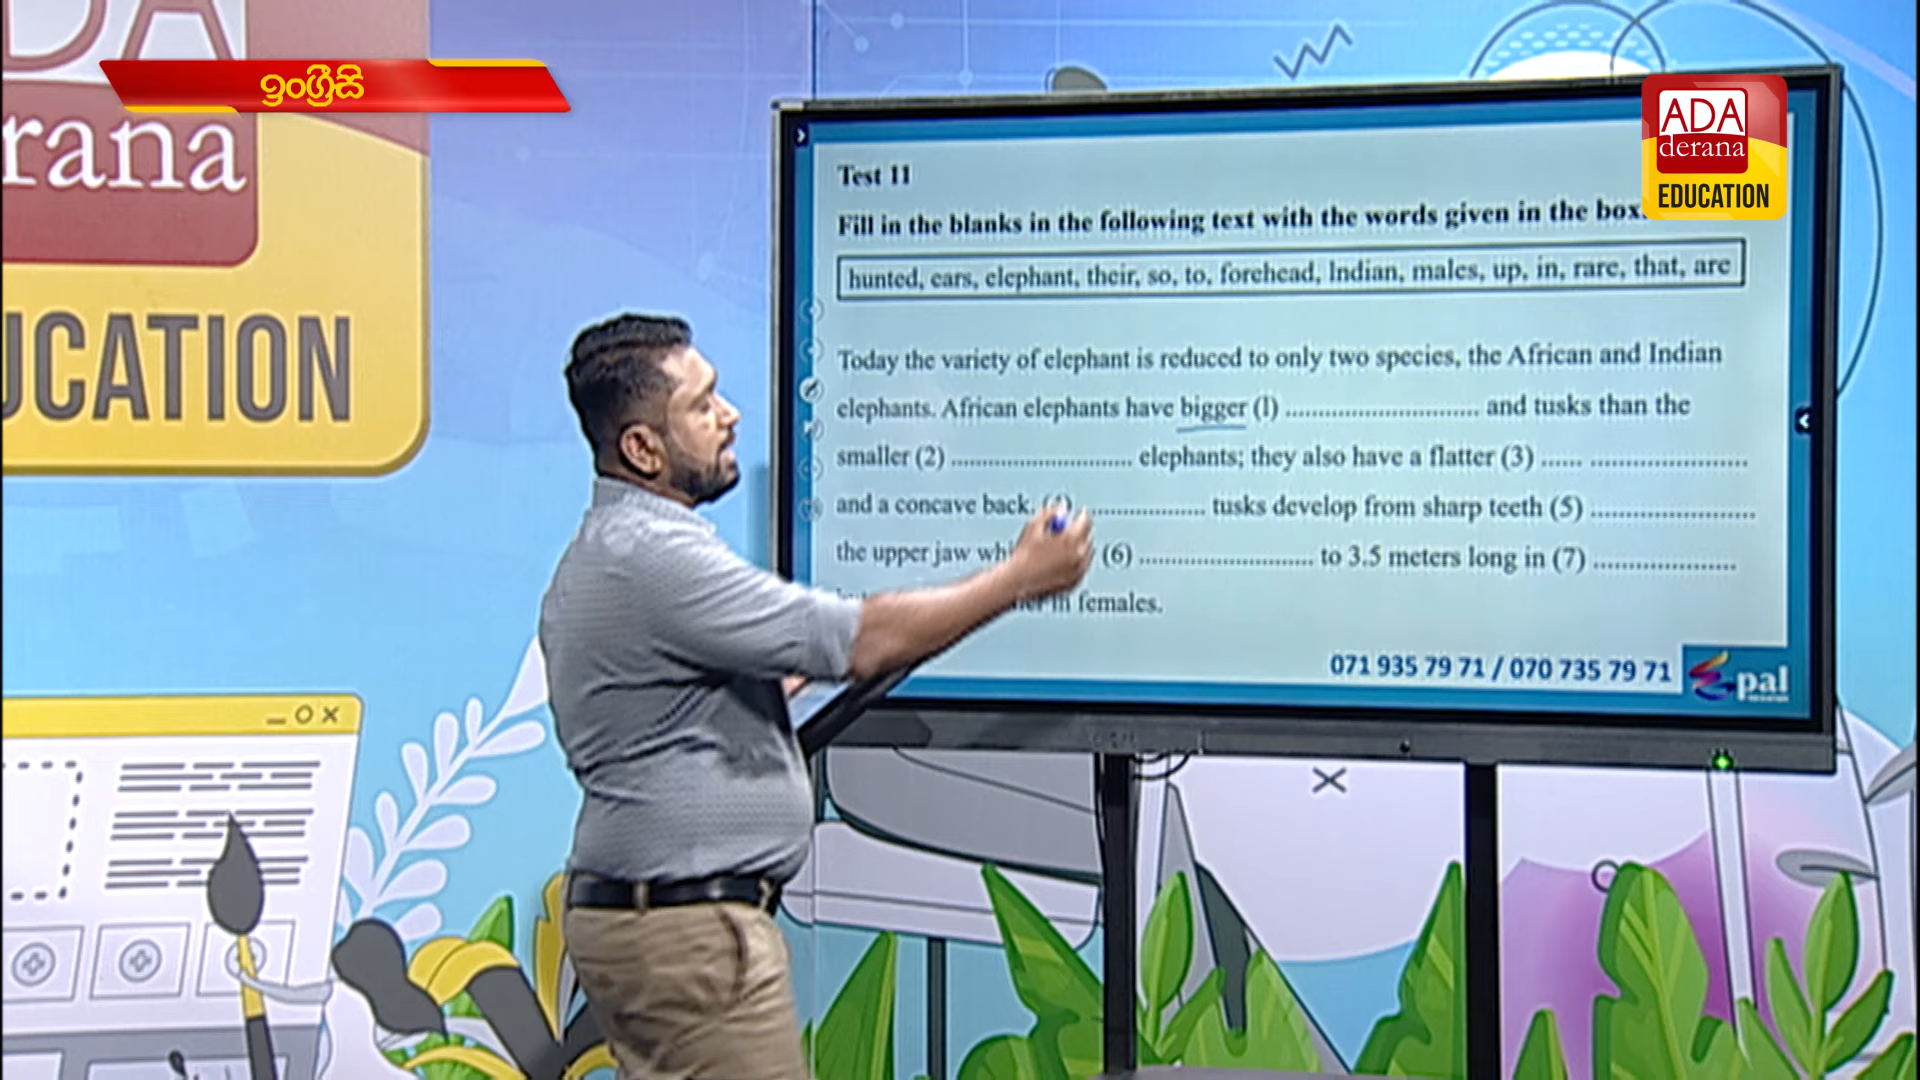 ඉංග්‍රීසි
ADA
derana
EDUCATION
rana
UCATION
Test 11
Fill in the blanks in the following text with the words given in the box.
hunted, ears, elephant, their, so, to, forehead, Indian, males, up, in, rare, that, are
Today the variety of elephant is reduced to only two species, the African and Indian
elephants. African elephants have bigger (1) .............................. and tusks than the
smaller (2) ............................ elephants; they also have a flatter (3) ...... ........................
and a concave back. (4) ................... tusks develop from sharp teeth (5) .........................
the upper jaw (6) ........................... to 3.5 meters long in (7) ......................
in females.
071 935 79 71 / 070 735 79 71
pal